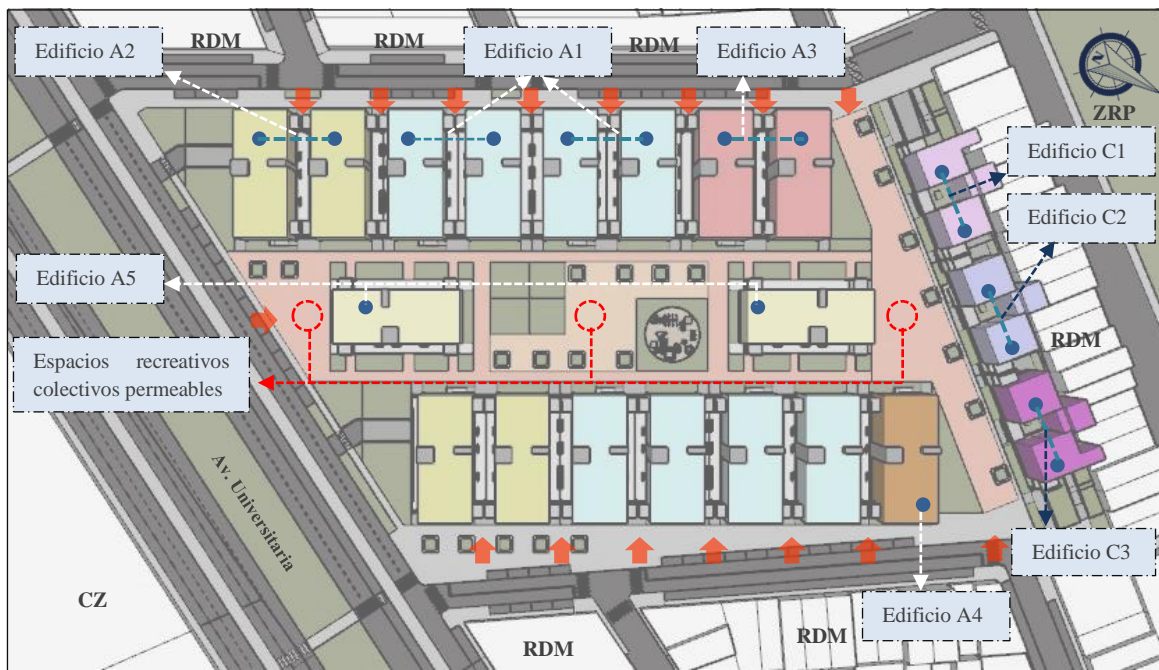 RDM
RDM
RDM
Edificio A2
Edificio A1
Edificio A3
N
ZRP
Edificio C1
Edificio C2
Edificio A5
RDM
Espacios recreativos
colectivos permeables
Av. Universitaria
Edificio C3
CZ
Edificio A4
RDM
RDM